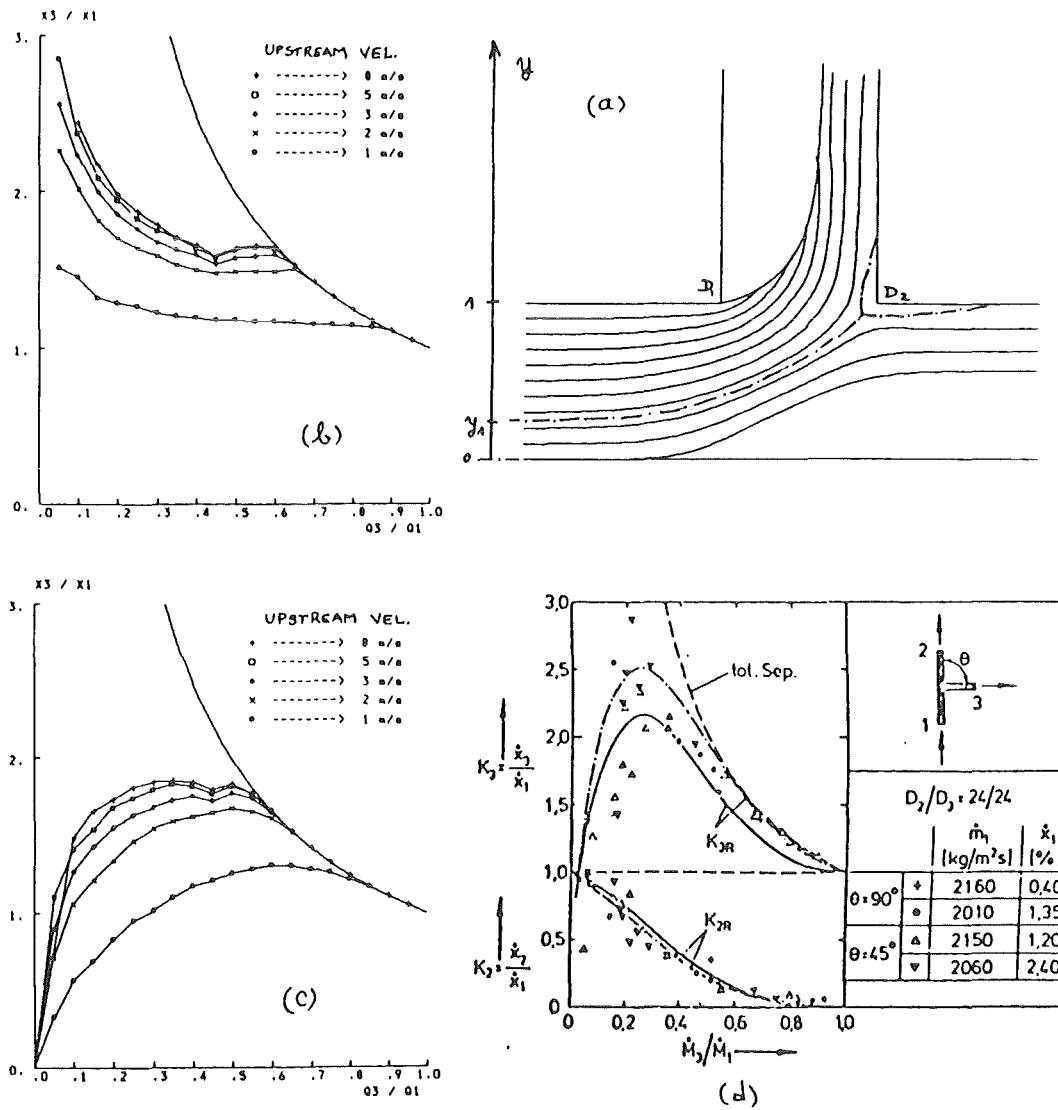 X3 / X1
3.
UPSTREAM VEL.
--------> 8 m/s
--------> 5 m/s
--------> 3 m/s
--------> 2 m/s
--------> 1 m/s
2.
1.
(b)
0.
.0 .1 .2 .3 .4 .5 .6 .7 .8 .9 1.0
Q3 / Q1
y
(a)
1
D1
D2
y1
0
X3 / X1
3.
UPSTREAM VEL.
--------> 8 m/s
--------> 5 m/s
--------> 3 m/s
--------> 2 m/s
--------> 1 m/s
2.
1.
(c)
0.
.0 .1 .2 .3 .4 .5 .6 .7 .8 .9 1.0
Q3 / Q1
3,0
2,5
2,0
1,5
1,0
0,5
0
tot. Sep.
K3 = ẋ3/ẋ1
K3R
K2 = ẋ2/ẋ1
K2R
0 0,2 0,4 0,6 0,8 1,0
Ṁ3/Ṁ1
2
θ
3
1
D2/D3 = 24/24
ṁ1 ẋ1
(kg/m²s) (%
θ=90° 2160 0,40
2010 1,35
θ=45° 2150 1,20
2060 2,40
(d)